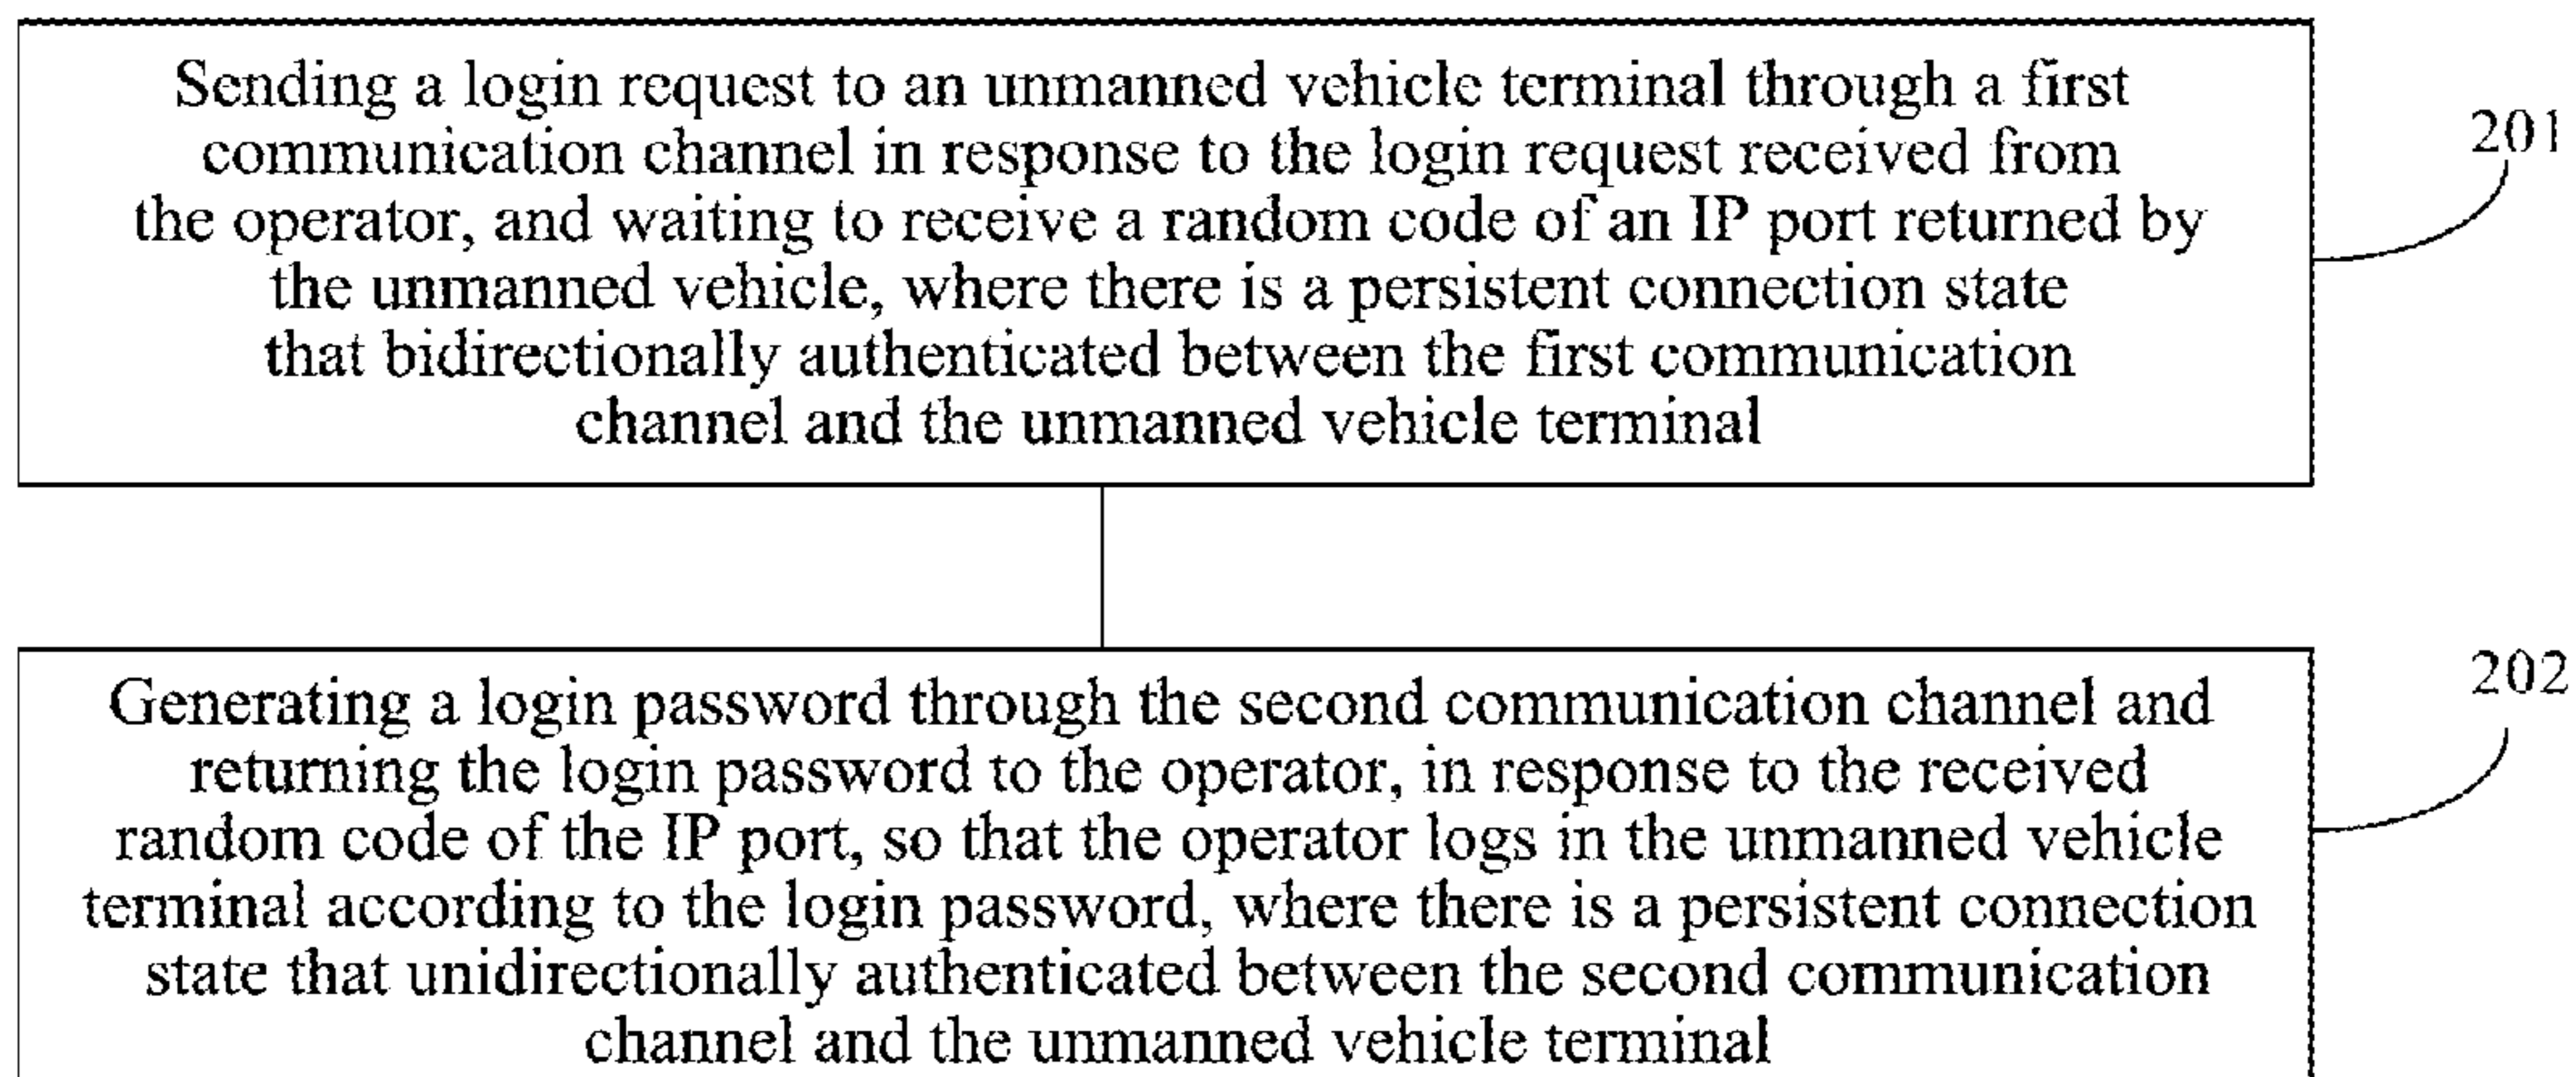 Sending a login request to an unmanned vehicle terminal through a first
communication channel in response to the login request received from
the operator, and waiting to receive a random code of an IP port returned by
the unmanned vehicle, where there is a persistent connection state
that bidirectionally authenticated between the first communication
channel and the unmanned vehicle terminal
201
Generating a login password through the second communication channel and
returning the login password to the operator, in response to the received
random code of the IP port, so that the operator logs in the unmanned vehicle
terminal according to the login password, where there is a persistent connection
state that unidirectionally authenticated between the second communication
channel and the unmanned vehicle terminal
202